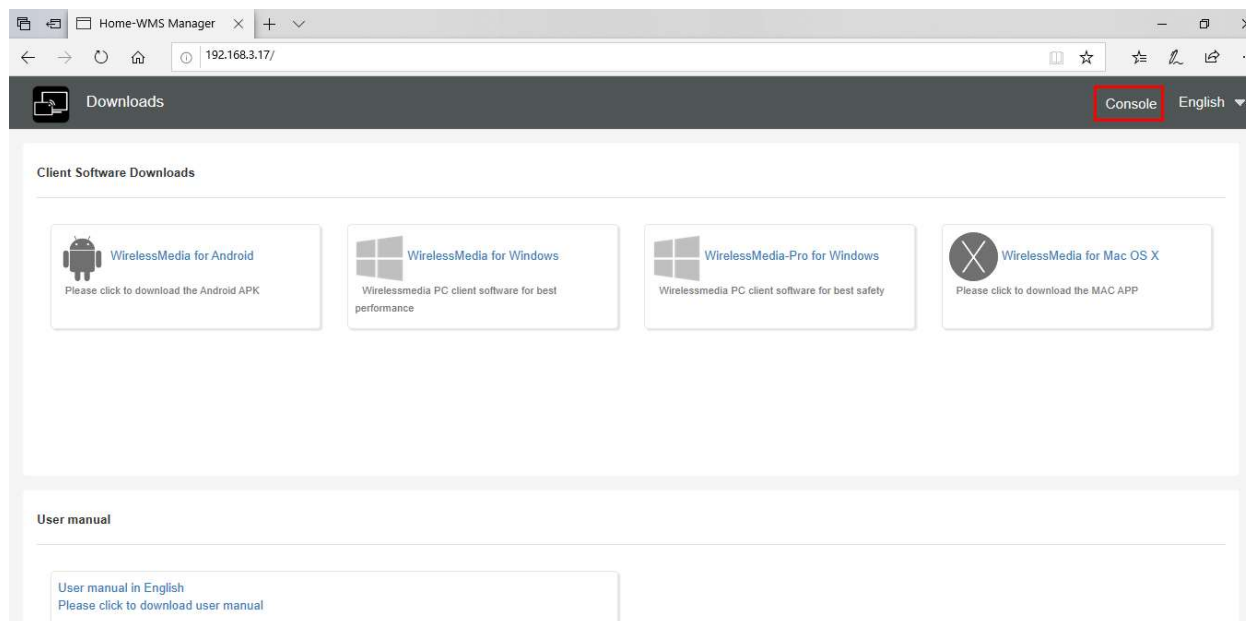 Home-WMS Manager
192.168.3.17/
Downloads
Console
English
Client Software Downloads
WirelessMedia for Android
Please click to download the Android APK
WirelessMedia for Windows
Wirelessmedia PC client software for best
performance
WirelessMedia-Pro for Windows
Wirelessmedia PC client software for best safety
WirelessMedia for Mac OS X
Please click to download the MAC APP
User manual
User manual in English
Please click to download user manual